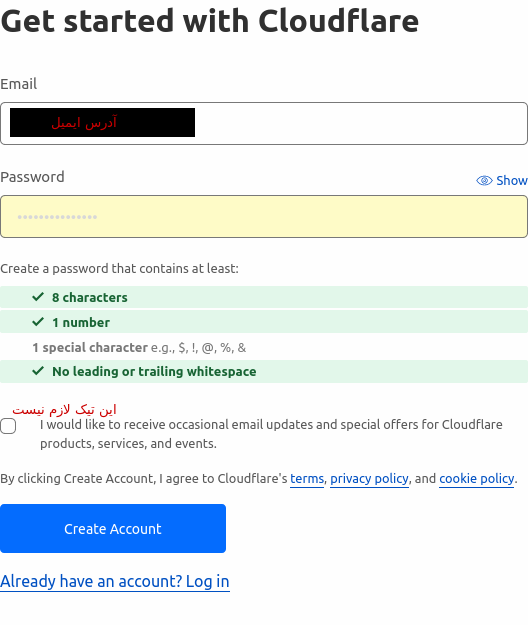 Get started with Cloudflare
Email
آدرس ایمیل
Password
Show
•••••••••••••••
Create a password that contains at least:
✓ 8 characters
✓ 1 number
1 special character e.g., $, !, @, %, &
✓ No leading or trailing whitespace
این تیک لازم نیست
I would like to receive occasional email updates and special offers for Cloudflare
products, services, and events.
By clicking Create Account, I agree to Cloudflare's terms, privacy policy, and cookie policy.
Create Account
Already have an account? Log in